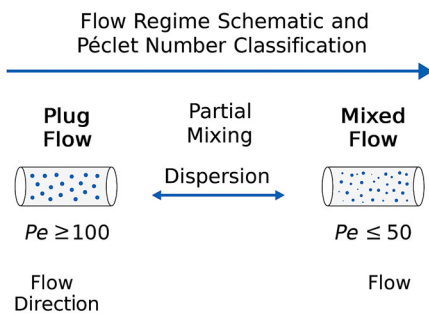 Flow Regime Schematic and
Péclet Number Classification
Plug
Flow
Partial
Mixing
Mixed
Flow
Dispersion
Pe ≥100
Pe ≤ 50
Flow
Direction
Flow